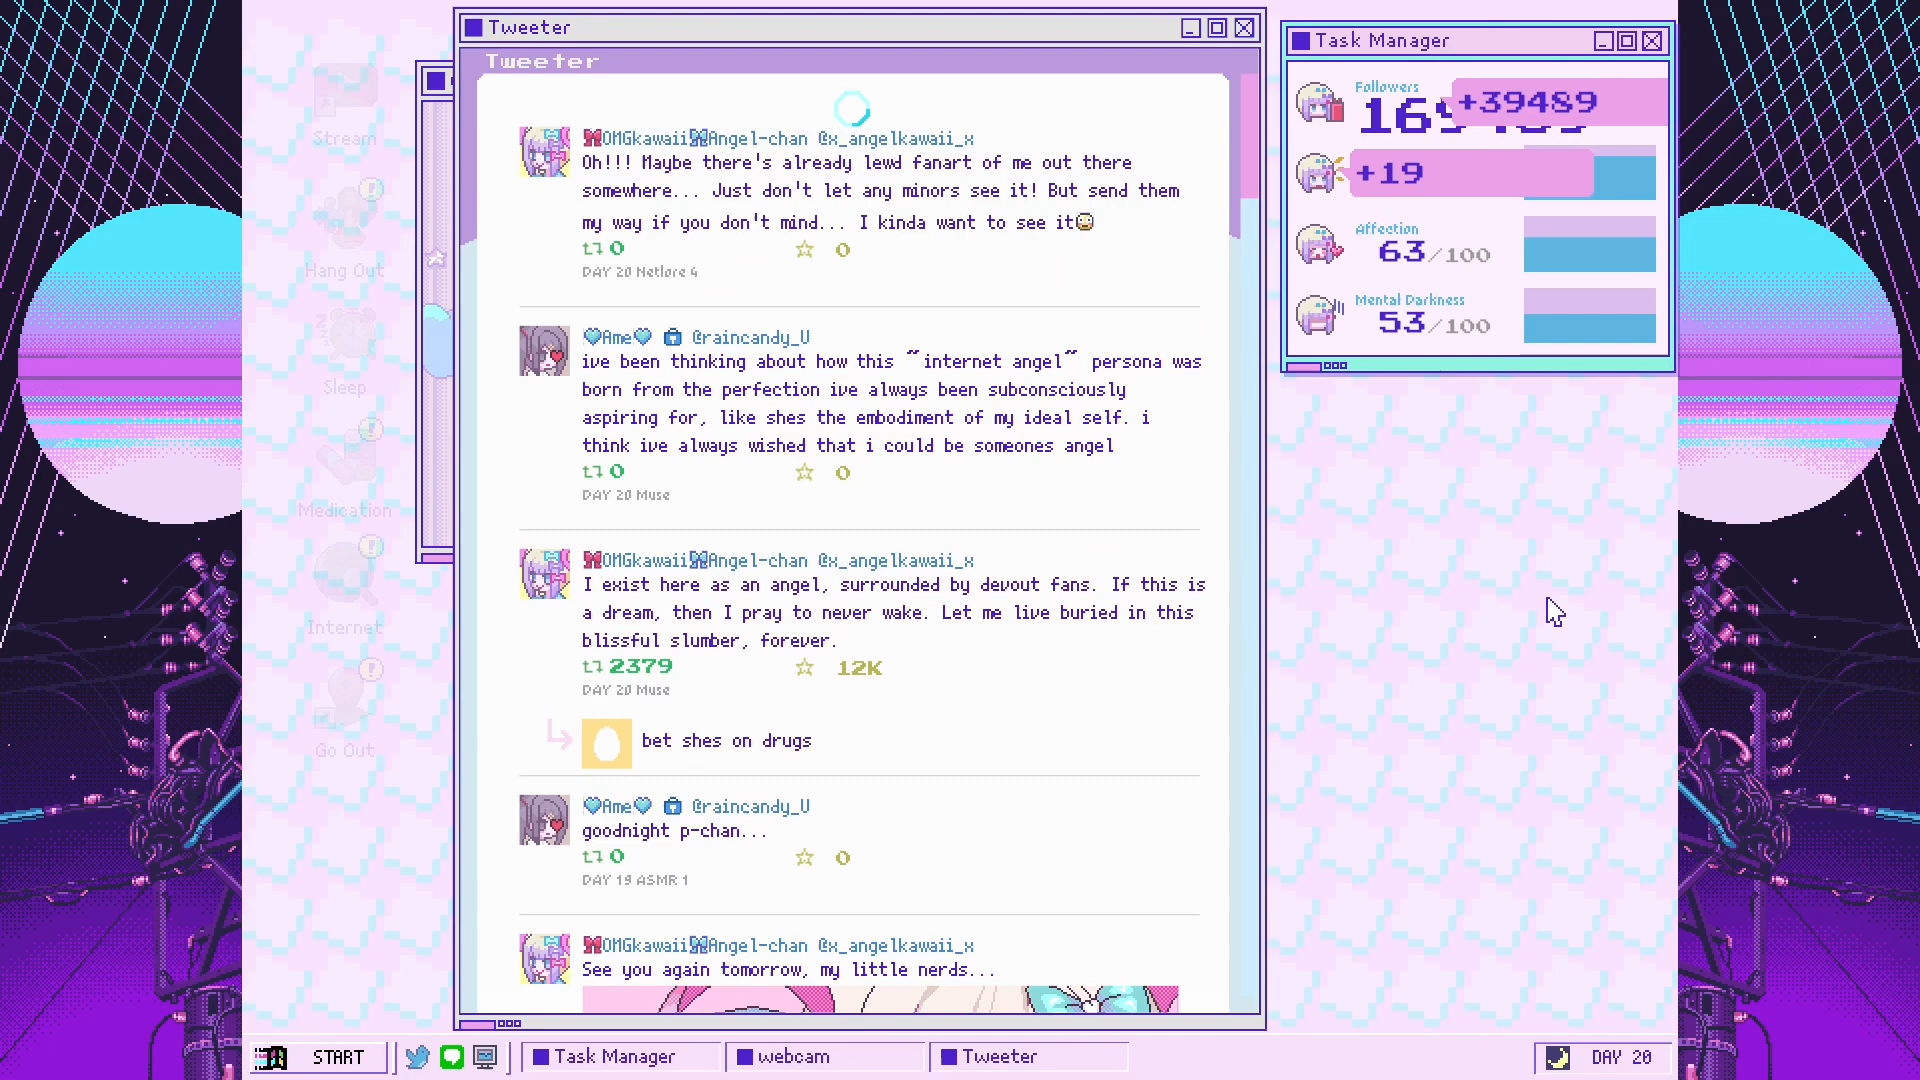 Tweeter
Tweeter
OMGkawaiiAngel-chan @x_angelkawaii_x
Oh!!! Maybe there's already lewd fanart of me out there
somewhere... Just don't let any minors see it! But send them
my way if you don't mind... I kinda want to see it
0 0
DAY 20 Netlore 4
Ame @raincandy_U
ive been thinking about how this ~internet angel~ persona was
born from the perfection ive always been subconsciously
aspiring for, like shes the embodiment of my ideal self. i
think ive always wished that i could be someones angel
0 0
DAY 20 Muse
OMGkawaiiAngel-chan @x_angelkawaii_x
I exist here as an angel, surrounded by devout fans. If this is
a dream, then I pray to never wake. Let me live buried in this
blissful slumber, forever.
2379 12K
DAY 20 Muse
bet shes on drugs
Ame @raincandy_U
goodnight p-chan...
0 0
DAY 19 ASMR 1
OMGkawaiiAngel-chan @x_angelkawaii_x
See you again tomorrow, my little nerds...
Task Manager
Followers
+39489
+19
Affection
63/100
Mental Darkness
53/100
Stream
Hang Out
Sleep
Medication
Internet
Go Out
START
Task Manager
webcam
Tweeter
DAY 20